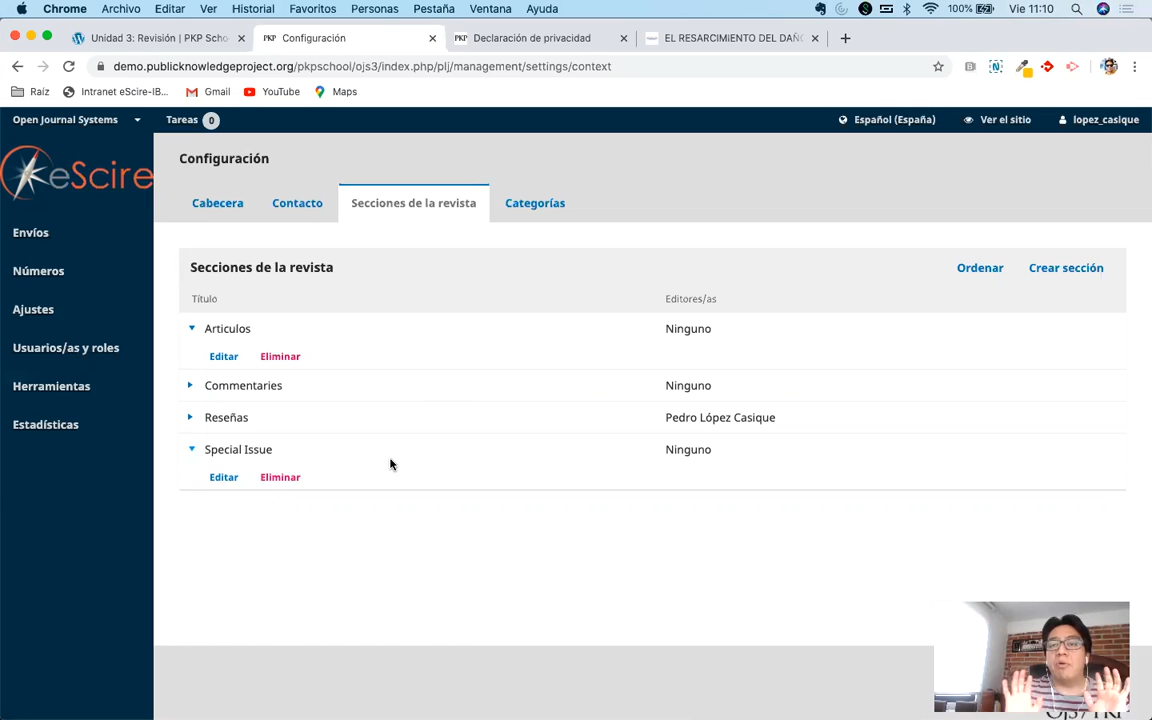 Chrome Archivo Editar Ver Historial Favoritos Personas Pestaña Ventana Ayuda 100% Vie 11:10
Unidad 3: Revisión | PKP Scho
PKP Configuración
PKP Declaración de privacidad
EL RESARCIMIENTO DEL DAÑO
demo.publicknowledgeproject.org/pkpschool/ojs3/index.php/plj/management/settings/context
Raíz Intranet eScire-IB... Gmail YouTube Maps
Open Journal Systems Tareas 0 Español (España) Ver el sitio lopez_casique
eScire
Configuración
Cabecera Contacto Secciones de la revista Categorías
Envíos
Números
Ajustes
Usuarios/as y roles
Herramientas
Estadísticas
Secciones de la revista Ordenar Crear sección
Título Editores/as
Articulos Ninguno
Editar Eliminar
Commentaries Ninguno
Reseñas Pedro López Casique
Special Issue Ninguno
Editar Eliminar